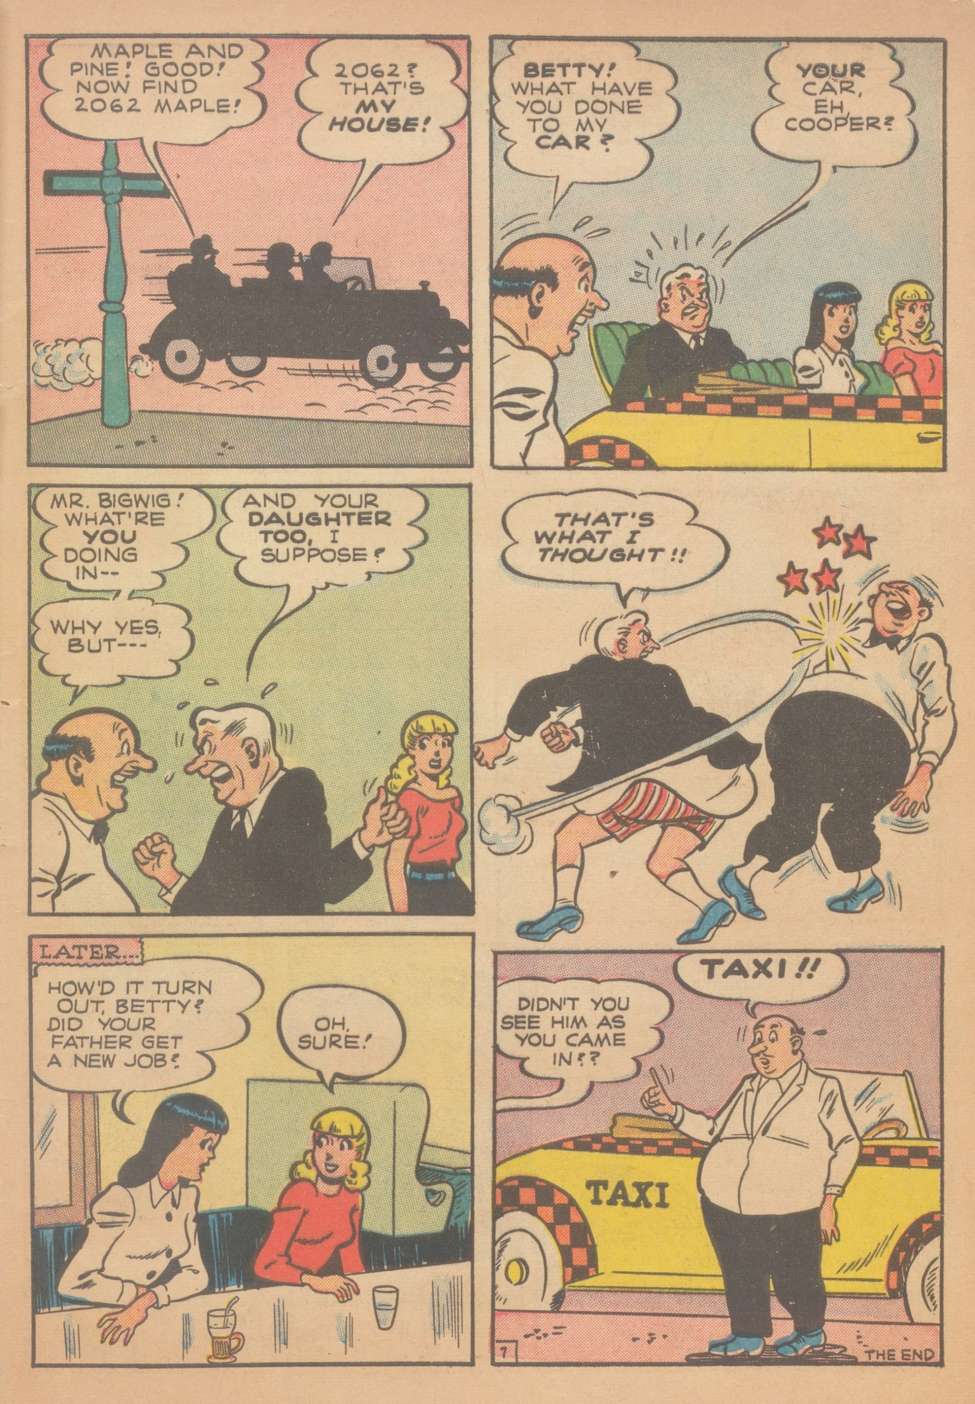 MAPLE AND
PINE! GOOD!
NOW FIND
2062 MAPLE!
2062?
THAT'S
MY
HOUSE!
BETTY!
WHAT HAVE
YOU DONE
TO MY
CAR?
YOUR
CAR,
EH,
COOPER?
MR. BIGWIG!
WHAT'RE
YOU
DOING
IN--
WHY YES,
BUT---
AND YOUR
DAUGHTER
TOO, I
SUPPOSE?
THAT'S
WHAT I
THOUGHT!!
LATER...
HOW'D IT TURN
OUT, BETTY?
DID YOUR
FATHER GET
A NEW JOB?
OH,
SURE!
DIDN'T YOU
SEE HIM AS
YOU CAME
IN??
TAXI!!
TAXI
7
THE END